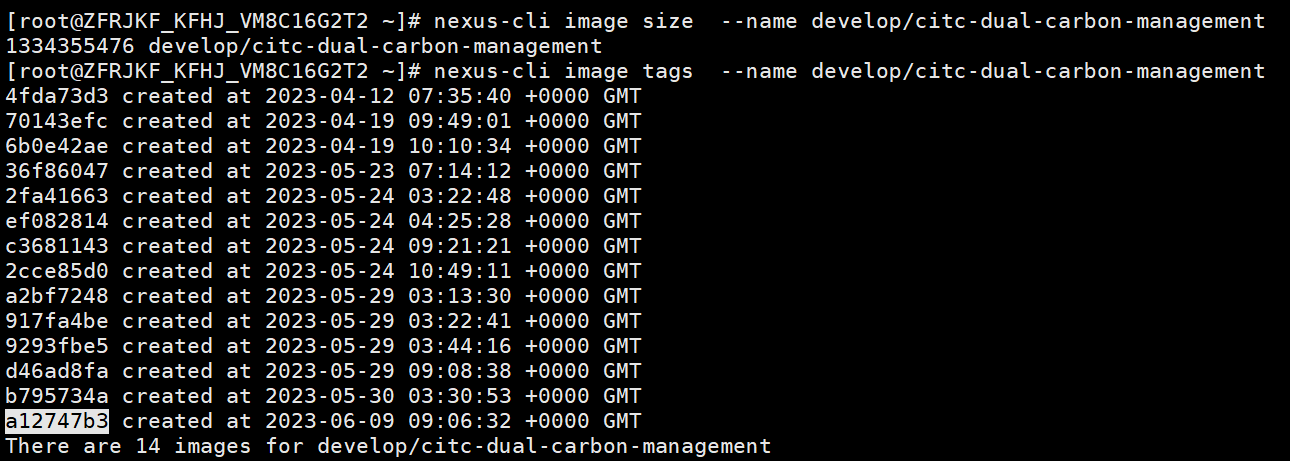 [root@ZFRJKF_KFHJ_VM8C16G2T2 ~]# nexus-cli image size  --name develop/citc-dual-carbon-management
1334355476 develop/citc-dual-carbon-management
[root@ZFRJKF_KFHJ_VM8C16G2T2 ~]# nexus-cli image tags  --name develop/citc-dual-carbon-management
4fda73d3 created at 2023-04-12 07:35:40 +0000 GMT
70143efc created at 2023-04-19 09:49:01 +0000 GMT
6b0e42ae created at 2023-04-19 10:10:34 +0000 GMT
36f86047 created at 2023-05-23 07:14:12 +0000 GMT
2fa41663 created at 2023-05-24 03:22:48 +0000 GMT
ef082814 created at 2023-05-24 04:25:28 +0000 GMT
c3681143 created at 2023-05-24 09:21:21 +0000 GMT
2cce85d0 created at 2023-05-24 10:49:11 +0000 GMT
a2bf7248 created at 2023-05-29 03:13:30 +0000 GMT
917fa4be created at 2023-05-29 03:22:41 +0000 GMT
9293fbe5 created at 2023-05-29 03:44:16 +0000 GMT
d46ad8fa created at 2023-05-29 09:08:38 +0000 GMT
b795734a created at 2023-05-30 03:30:53 +0000 GMT
a12747b3 created at 2023-06-09 09:06:32 +0000 GMT
There are 14 images for develop/citc-dual-carbon-management